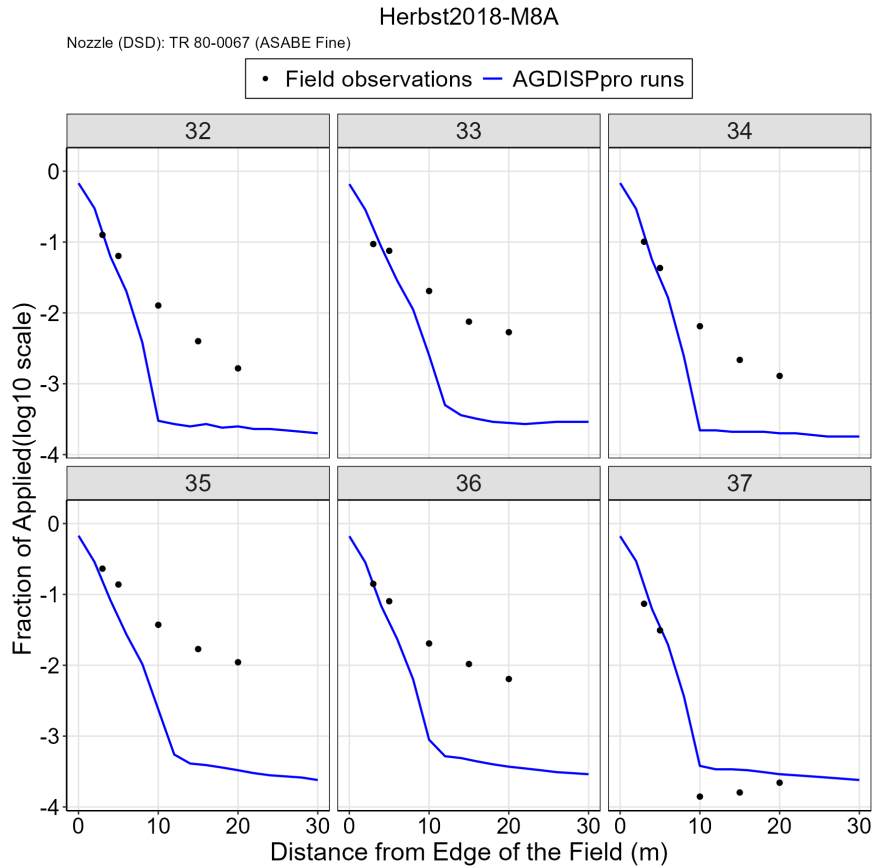 Herbst2018-M8A
Nozzle (DSD): TR 80-0067 (ASABE Fine)
Field observations AGDISPpro runs
32 33 34
0
-1
-2
-3
-4
35 36 37
0
-1
-2
-3
-4
0 10 20 30 0 10 20 30 0 10 20 30
Fraction of Applied(log10 scale)
Distance from Edge of the Field (m)